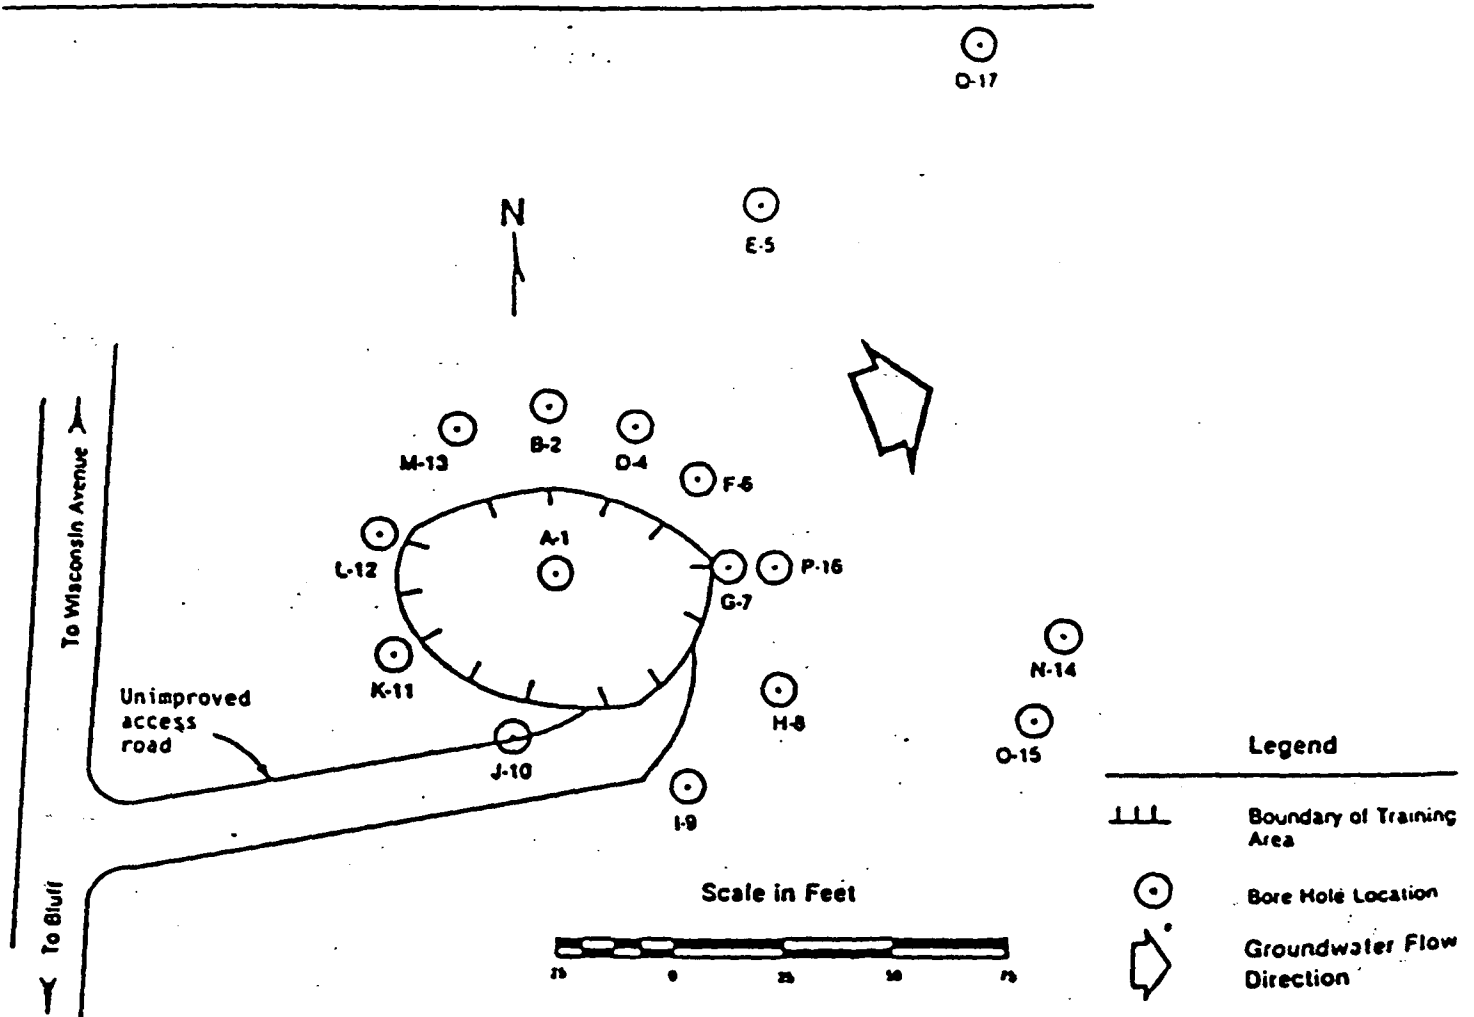 D-17
N
E-5
B-2
M-13
D-4
F-6
To Wisconsin Avenue
A-1
L-12
P-16
G-7
N-14
K-11
Unimproved
access
road
H-8
O-15
Legend
J-10
I-9
Boundary of Training
Area
Scale in Feet
Bore Hole Location
To Bluff
Groundwater Flow
Direction
25 0 25 50 75